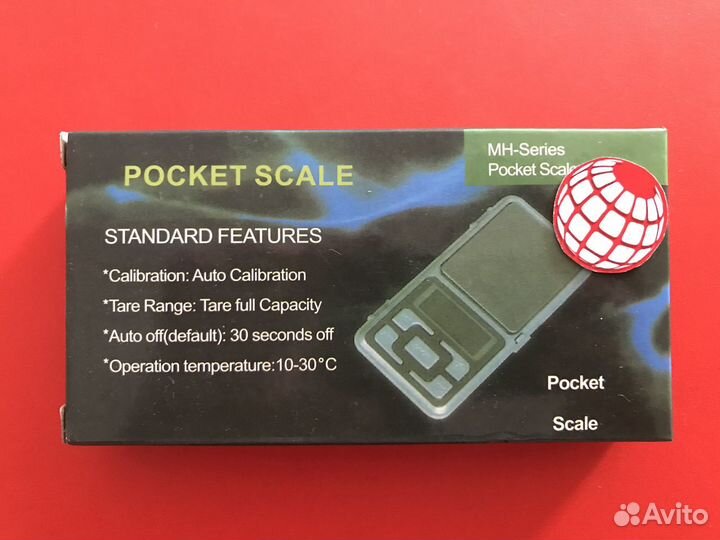 MH-Series
Pocket Scale
POCKET SCALE
STANDARD FEATURES
*Calibration: Auto Calibration
*Tare Range: Tare full Capacity
*Auto off(default): 30 seconds off
*Operation temperature:10-30°C
Pocket
Scale
Avito